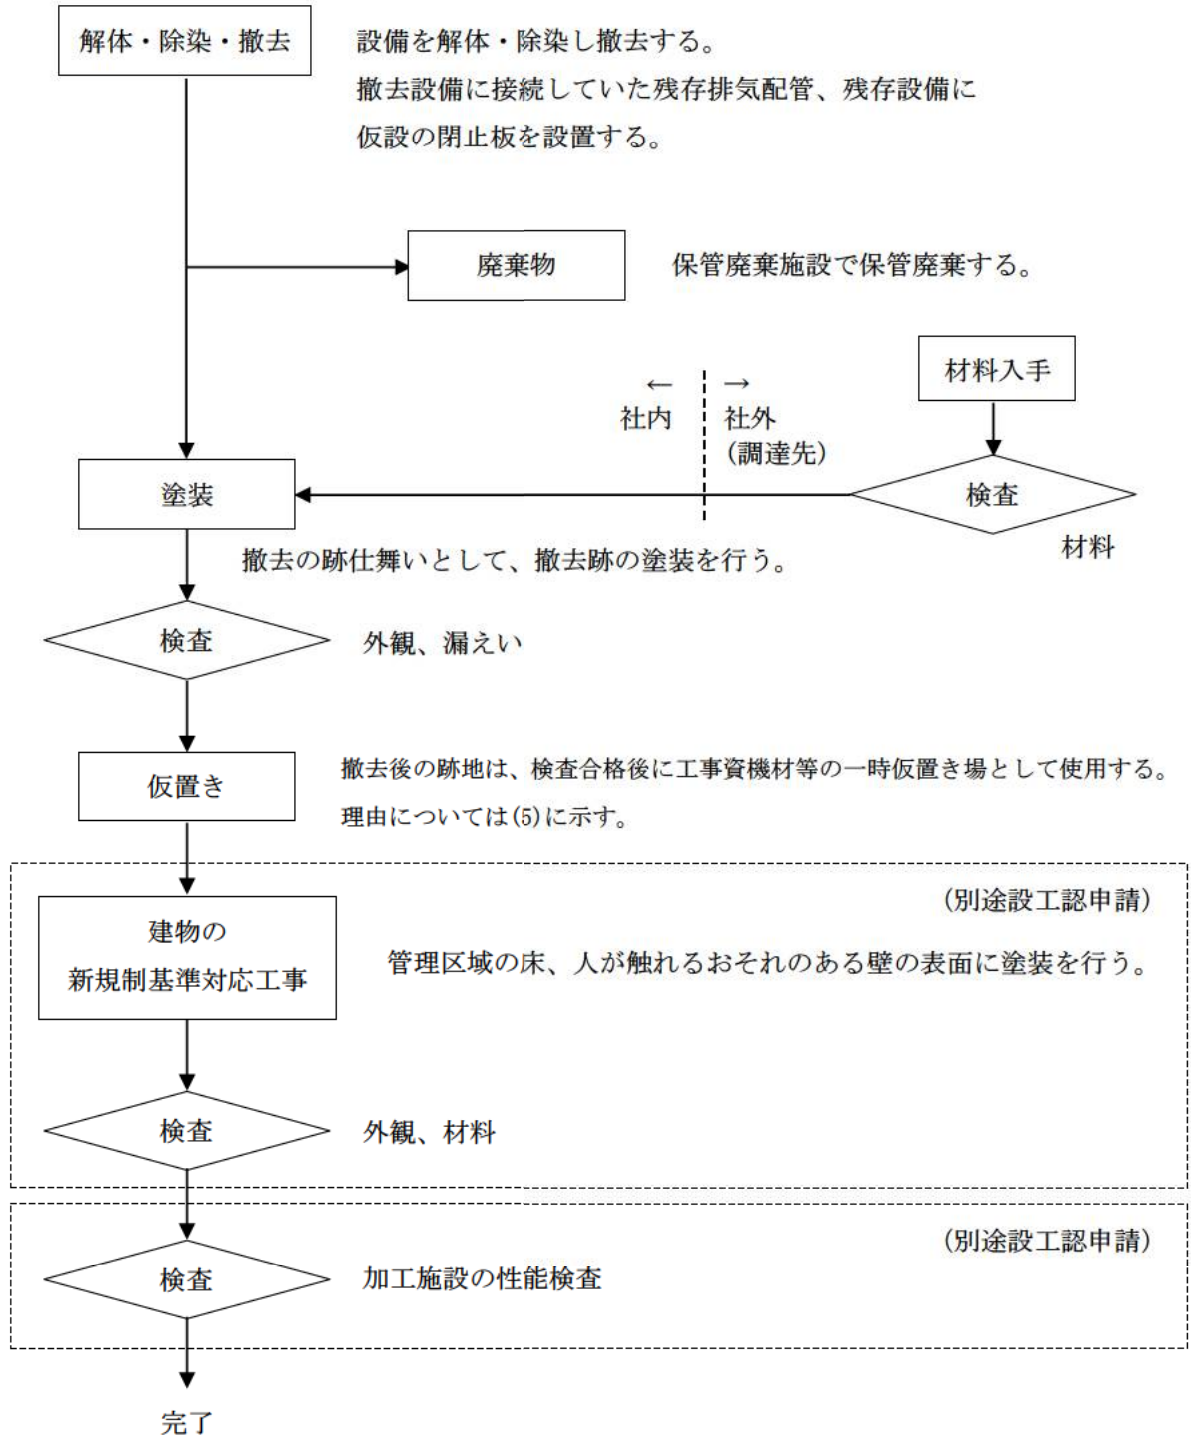 解体・除染・撤去
設備を解体・除染し撤去する。
撤去設備に接続していた残存排気配管、残存設備に
仮設の閉止板を設置する。
廃棄物
保管廃棄施設で保管廃棄する。
材料入手
← →
社内 社外
(調達先)
検査
材料
塗装
撤去の跡仕舞いとして、撤去跡の塗装を行う。
検査
外観、漏えい
仮置き
撤去後の跡地は、検査合格後に工事資機材等の一時仮置き場として使用する。
理由については(5)に示す。
(別途設工認申請)
建物の
新規制基準対応工事
管理区域の床、人が触れるおそれのある壁の表面に塗装を行う。
検査
外観、材料
(別途設工認申請)
検査
加工施設の性能検査
完了